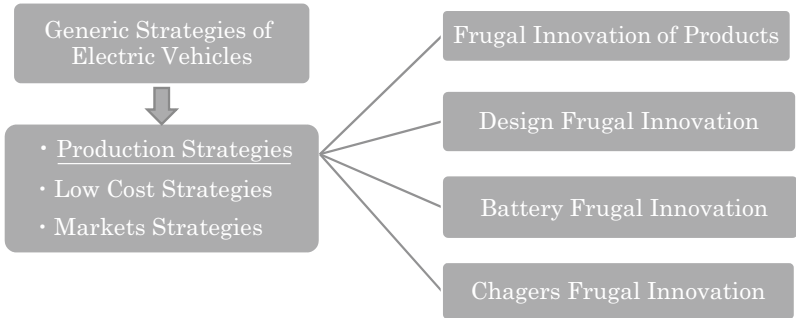 Generic Strategies of
Electric Vehicles
・Production Strategies
・Low Cost Strategies
・Markets Strategies
Frugal Innovation of Products
Design Frugal Innovation
Battery Frugal Innovation
Chagers Frugal Innovation